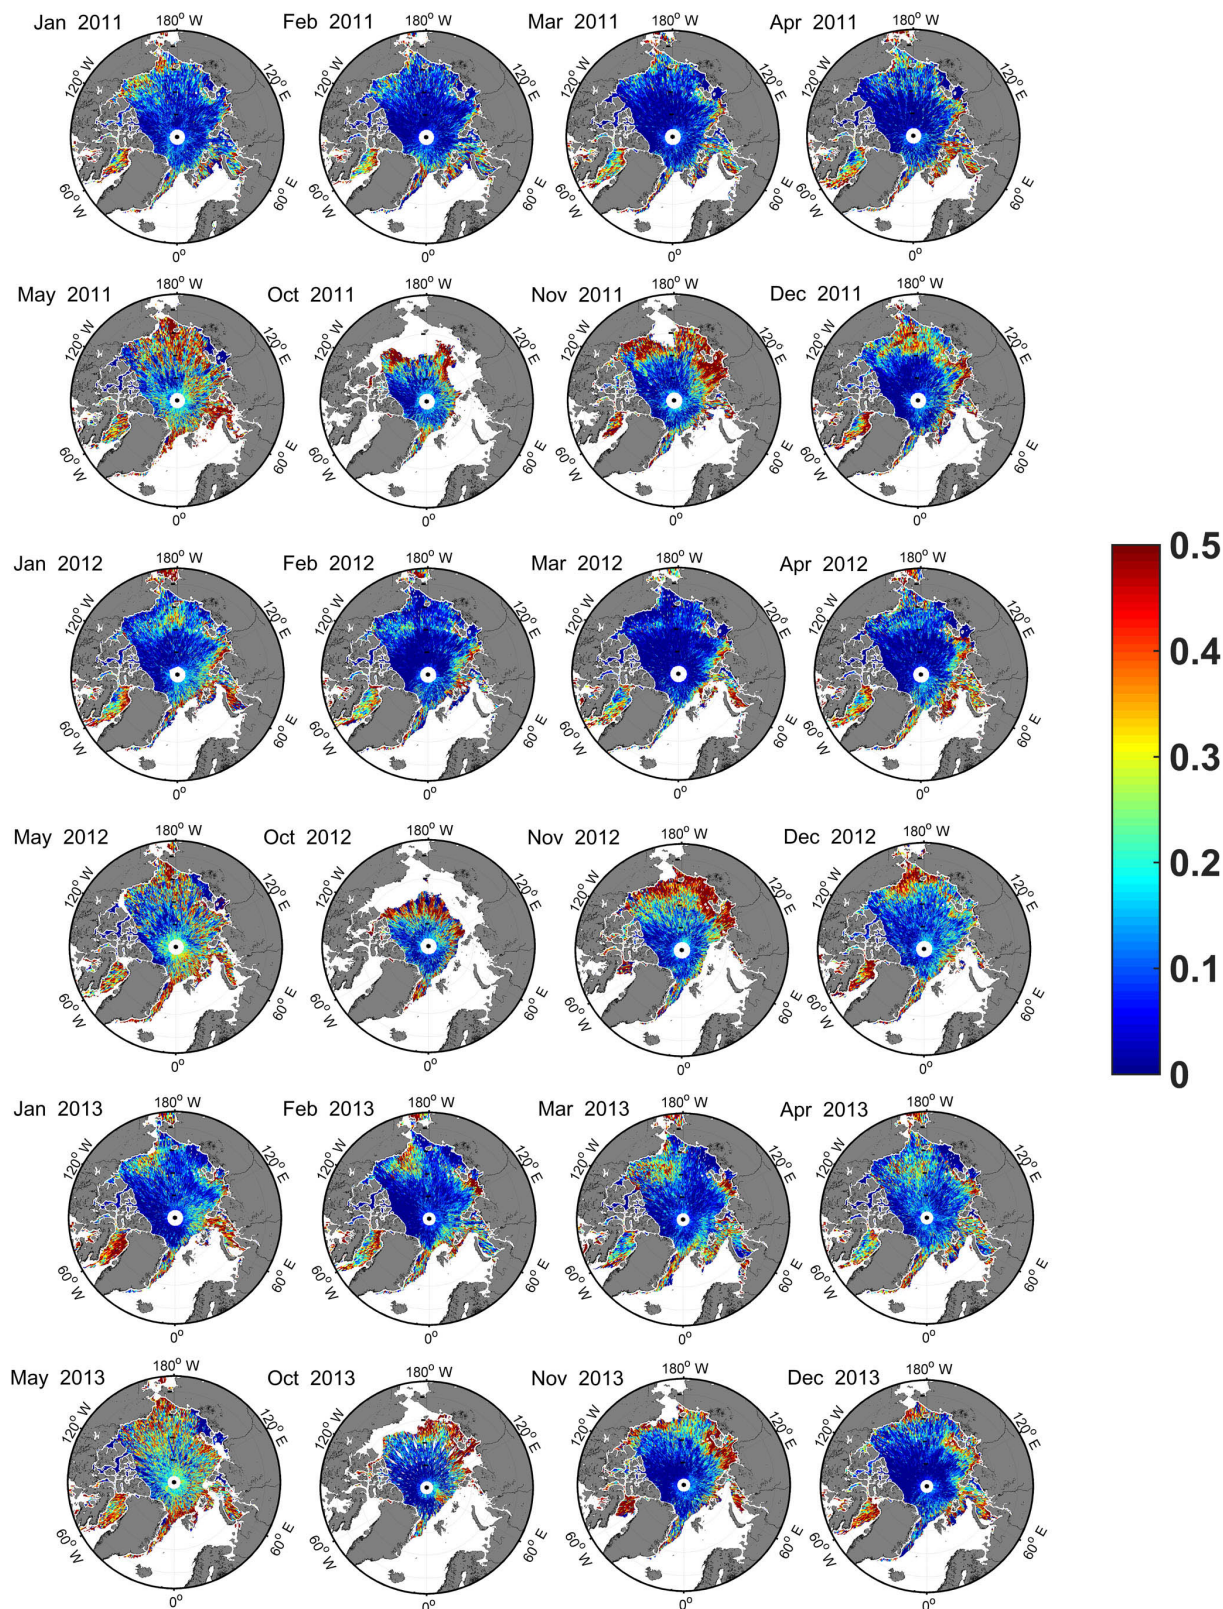 Jan 2011
Feb 2011
Mar 2011
Apr 2011
180° W
180° W
180° W
180° W
120° W
120° E
120° W
120° E
120° W
120° E
120° W
120° E
60° W
60° E
60° W
60° E
60° W
60° E
60° W
60° E
0°
0°
0°
0°
May 2011
Oct 2011
Nov 2011
Dec 2011
180° W
180° W
180° W
180° W
120° W
120° E
120° W
120° E
120° W
120° E
120° W
120° E
60° W
60° E
60° W
60° E
60° W
60° E
60° W
60° E
0°
0°
0°
0°
Jan 2012
Feb 2012
Mar 2012
Apr 2012
180° W
180° W
180° W
180° W
120° W
120° E
120° W
120° E
120° W
120° E
120° W
120° E
60° W
60° E
60° W
60° E
60° W
60° E
60° W
60° E
0°
0°
0°
0°
May 2012
Oct 2012
Nov 2012
Dec 2012
180° W
180° W
180° W
180° W
120° W
120° E
120° W
120° E
120° W
120° E
120° W
120° E
60° W
60° E
60° W
60° E
60° W
60° E
60° W
60° E
0°
0°
0°
0°
Jan 2013
Feb 2013
Mar 2013
Apr 2013
180° W
180° W
180° W
180° W
120° W
120° E
120° W
120° E
120° W
120° E
120° W
120° E
60° W
60° E
60° W
60° E
60° W
60° E
60° W
60° E
0°
0°
0°
0°
May 2013
Oct 2013
Nov 2013
Dec 2013
180° W
180° W
180° W
180° W
120° W
120° E
120° W
120° E
120° W
120° E
120° W
120° E
60° W
60° E
60° W
60° E
60° W
60° E
60° W
60° E
0°
0°
0°
0°
0.5
0.4
0.3
0.2
0.1
0